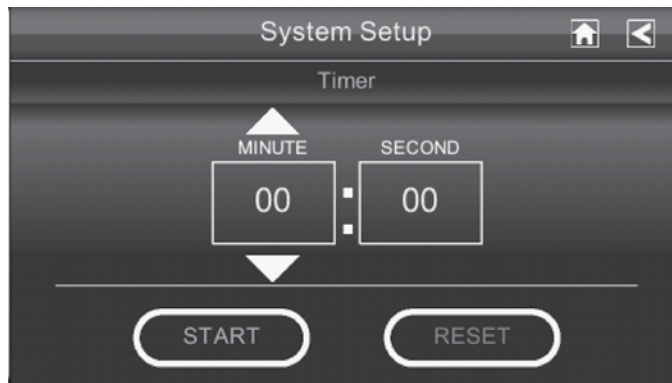 System Setup
Timer
MINUTE SECOND
00 : 00
START RESET